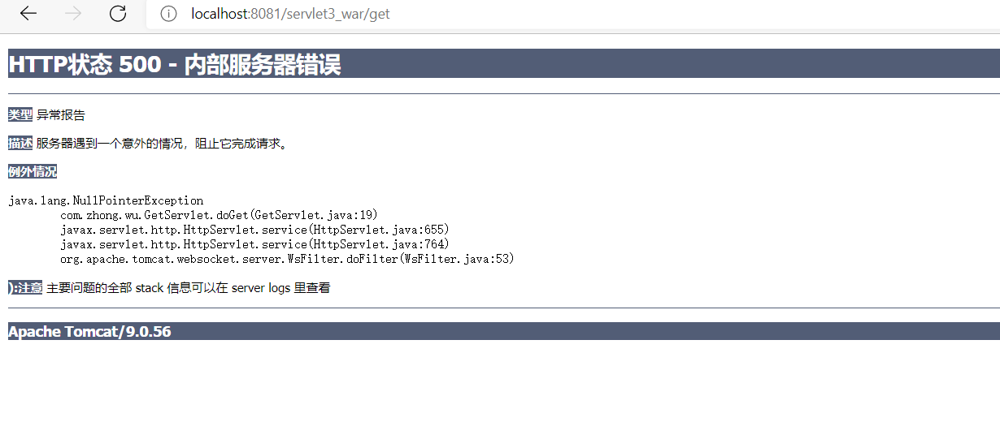 localhost:8081/servlet3_war/get
HTTP状态 500 - 内部服务器错误
类型 异常报告
描述 服务器遇到一个意外的情况，阻止它完成请求。
例外情况
java.lang.NullPointerException
com.zhong.wu.GetServlet.doGet(GetServlet.java:19)
javax.servlet.http.HttpServlet.service(HttpServlet.java:655)
javax.servlet.http.HttpServlet.service(HttpServlet.java:764)
org.apache.tomcat.websocket.server.WsFilter.doFilter(WsFilter.java:53)
):注意 主要问题的全部 stack 信息可以在 server logs 里查看
Apache Tomcat/9.0.56